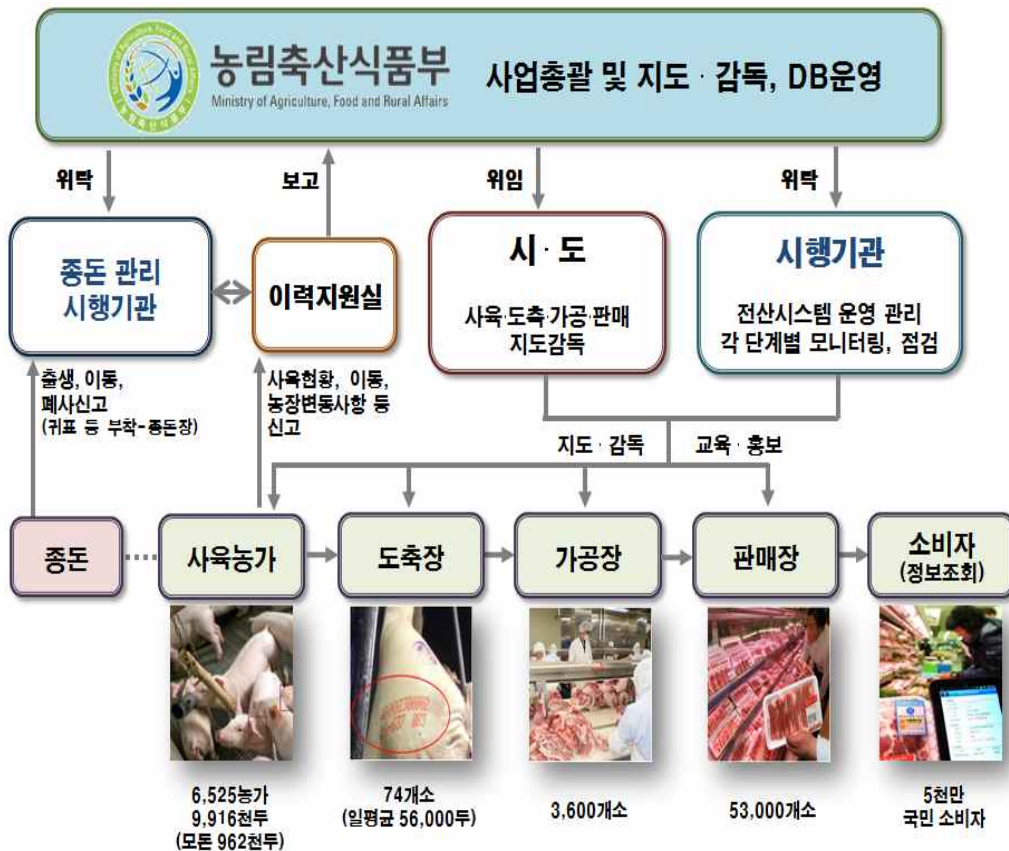 농림축산식품부
Ministry of Agriculture, Food and Rural Affairs
사업총괄 및 지도·감독, DB운영
위탁
보고
위임
위탁
종돈 관리
시행기관
이력지원실
시·도
사육·도축·가공·판매
지도감독
시행기관
전산시스템 운영 관리
각 단계별 모니터링, 점검
출생, 이동,
폐사신고
(귀표 등 부착-종돈장)
사육현황, 이동,
농장변동사항 등
신고
지도·감독
교육·홍보
종돈
사육농가
도축장
가공장
판매장
소비자
(정보조회)
6,525농가
9,916천두
(모돈 962천두)
74개소
(일평균 56,000두)
3,600개소
53,000개소
5천만
국민 소비자